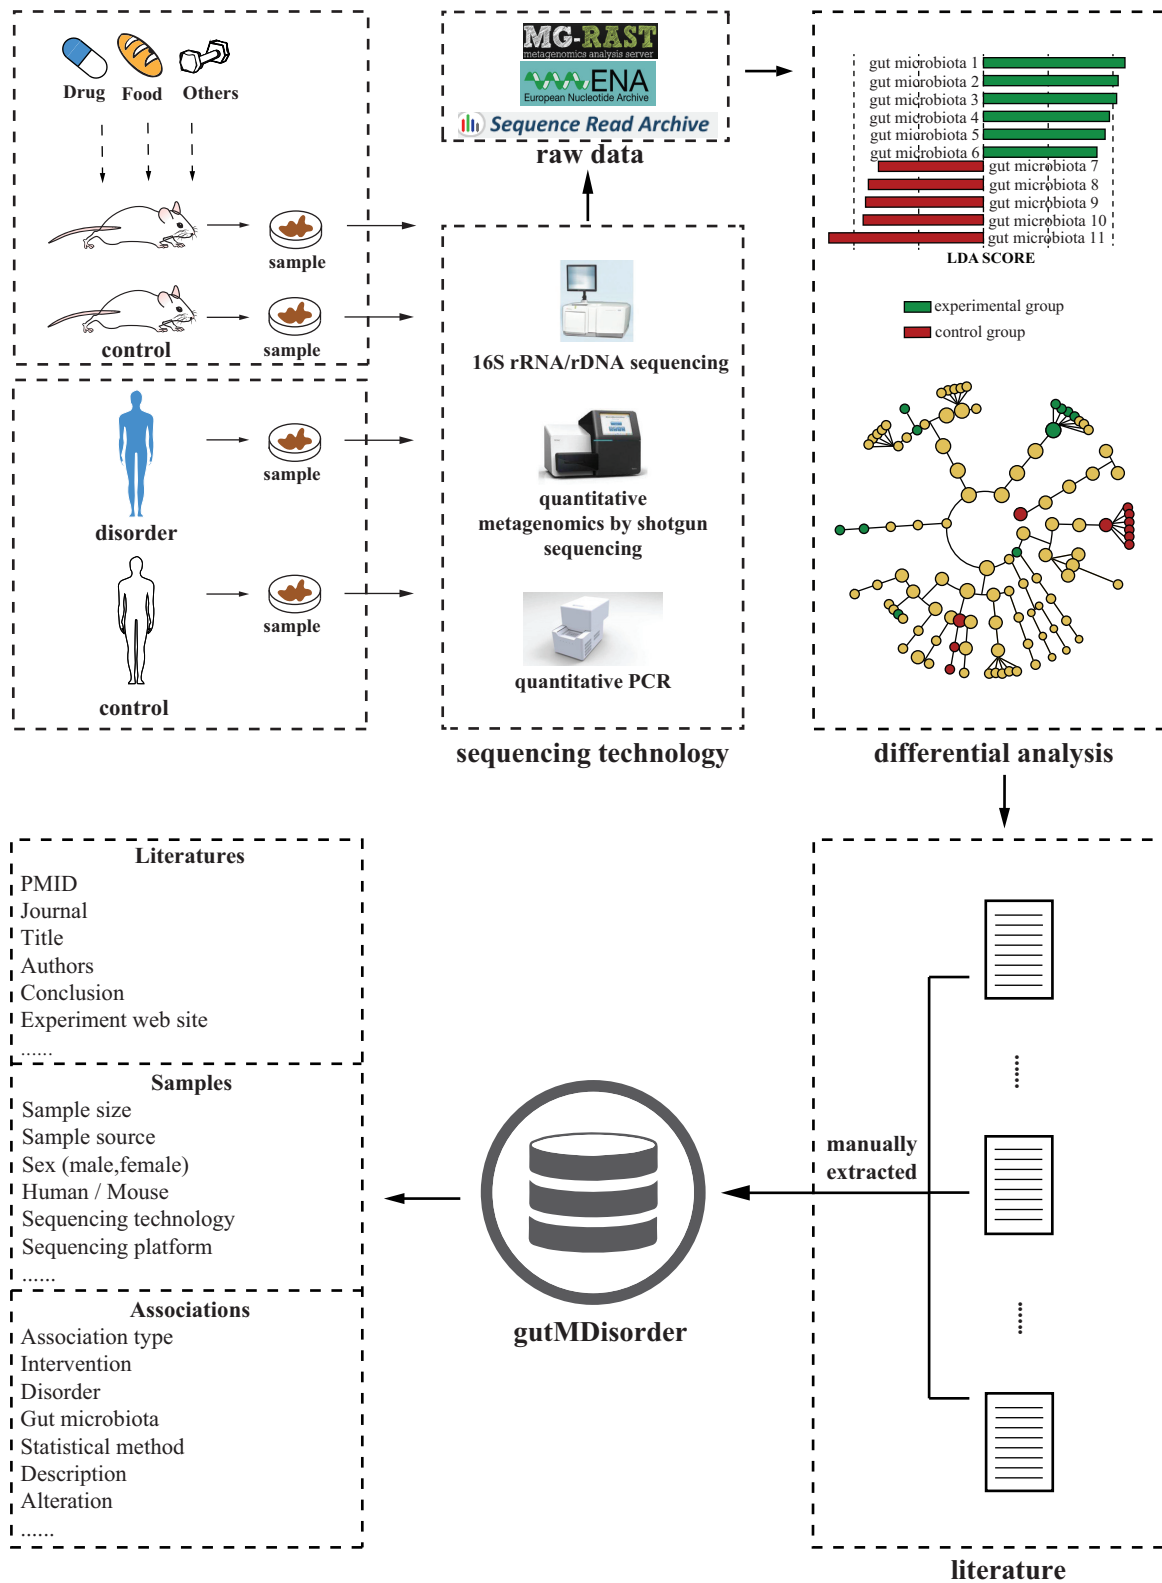 Drug Food Others
sample
control
sample
disorder
sample
control
sample
MG-RAST
metagenomics analysis server
ENA
European Nucleotide Archive
Sequence Read Archive
raw data
16S rRNA/rDNA sequencing
quantitative
metagenomics by shotgun
sequencing
quantitative PCR
sequencing technology
gut microbiota 1
gut microbiota 2
gut microbiota 3
gut microbiota 4
gut microbiota 5
gut microbiota 6
gut microbiota 7
gut microbiota 8
gut microbiota 9
gut microbiota 10
gut microbiota 11
LDA SCORE
experimental group
control group
differential analysis
Literatures
PMID
Journal
Title
Authors
Conclusion
Experiment web site
......
Samples
Sample size
Sample source
Sex (male,female)
Human / Mouse
Sequencing technology
Sequencing platform
......
Associations
Association type
Intervention
Disorder
Gut microbiota
Statistical method
Description
Alteration
......
gutMDisorder
manually
extracted
......
......
literature